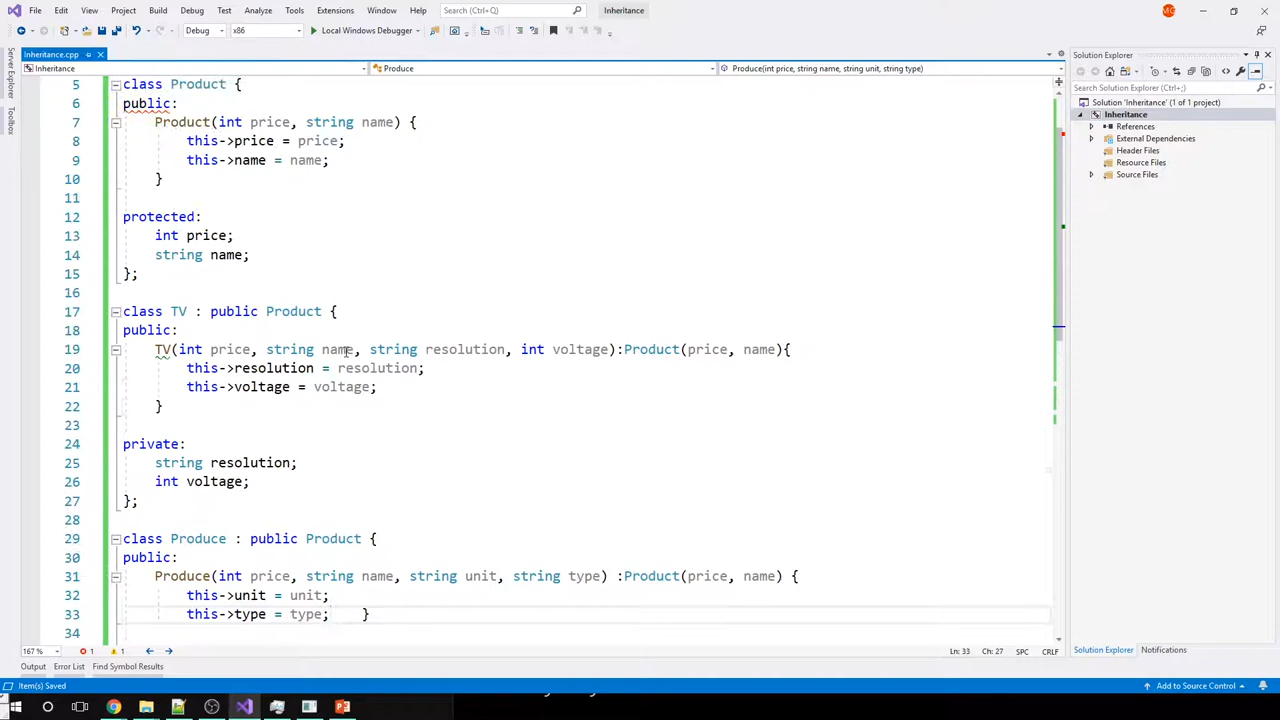 File Edit View Project Build Debug Test Analyze Tools Extensions Window Help Search (Ctrl+Q) Inheritance MG
Debug x86 Local Windows Debugger
Inheritance.cpp
Inheritance Produce Produce(int price, string name, string unit, string type)
Server Explorer
Toolbox
5 class Product {
6 public:
7 Product(int price, string name) {
8 this->price = price;
9 this->name = name;
10 }
11
12 protected:
13 int price;
14 string name;
15 };
16
17 class TV : public Product {
18 public:
19 TV(int price, string name, string resolution, int voltage):Product(price, name){
20 this->resolution = resolution;
21 this->voltage = voltage;
22 }
23
24 private:
25 string resolution;
26 int voltage;
27 };
28
29 class Produce : public Product {
30 public:
31 Produce(int price, string name, string unit, string type) :Product(price, name) {
32 this->unit = unit;
33 this->type = type; }
34
167 % 1 1 Ln: 33 Ch: 27 SPC CRLF
Output Error List Find Symbol Results
Item(s) Saved Add to Source Control
Solution Explorer
Search Solution Explorer (Ctrl+;)
Solution 'Inheritance' (1 of 1 project)
Inheritance
References
External Dependencies
Header Files
Resource Files
Source Files
Solution Explorer Notifications